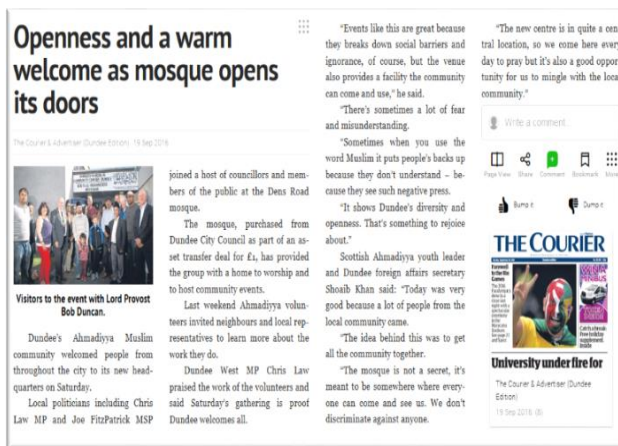 Openness and a warm
welcome as mosque opens
its doors
The Courier & Advertiser (Dundee Edition) 19 Sep 2016
Visitors to the event with Lord Provost
Bob Duncan.
Dundee's Ahmadiyya Muslim
community welcomed people from
throughout the city to its new head-
quarters on Saturday.
Local politicians including Chris
Law MP and Joe FitzPatrick MSP
joined a host of councillors and mem-
bers of the public at the Dens Road
mosque.
The mosque, purchased from
Dundee City Council as part of an as-
set transfer deal for £1, has provided
the group with a home to worship and
to host community events.
Last weekend Ahmadiyya volun-
teers invited neighbours and local rep-
resentatives to learn more about the
work they do.
Dundee West MP Chris Law
praised the work of the volunteers and
said Saturday's gathering is proof
Dundee welcomes all.
"Events like this are great because
they breaks down social barriers and
ignorance, of course, but the venue
also provides a facility the community
can come and use," he said.
"There's sometimes a lot of fear
and misunderstanding.
"Sometimes when you use the
word Muslim it puts people's backs up
because they don't understand – be-
cause they see such negative press.
"It shows Dundee's diversity and
openness. That's something to rejoice
about."
Scottish Ahmadiyya youth leader
and Dundee foreign affairs secretary
Shoaib Khan said: "Today was very
good because a lot of people from the
local community came.
"The idea behind this was to get
all the community together.
"The mosque is not a secret, it's
meant to be somewhere where every-
one can come and see us. We don't
discriminate against anyone.
"The new centre is in quite a cen
tral location, so we come here every
day to pray but it's also a good oppor
tunity for us to mingle with the loca
community."
Write a comment
Page View Share Comment Bookmark More
Bump it Dump it
THE COURIER
University under fire for
The Courier & Advertiser (Dundee
Edition)
19 Sep 2016